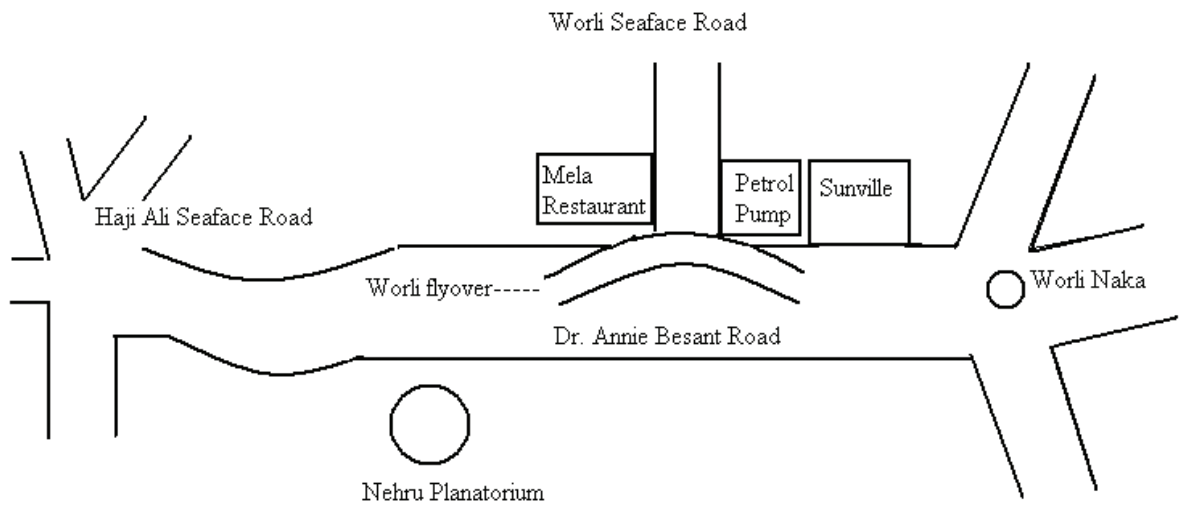 Worli Seaface Road
Mela
Restaurant
Petrol
Pump
Sunville
Haji Ali Seaface Road
Worli flyover-----
Worli Naka
Dr. Annie Besant Road
Nehru Planatorium